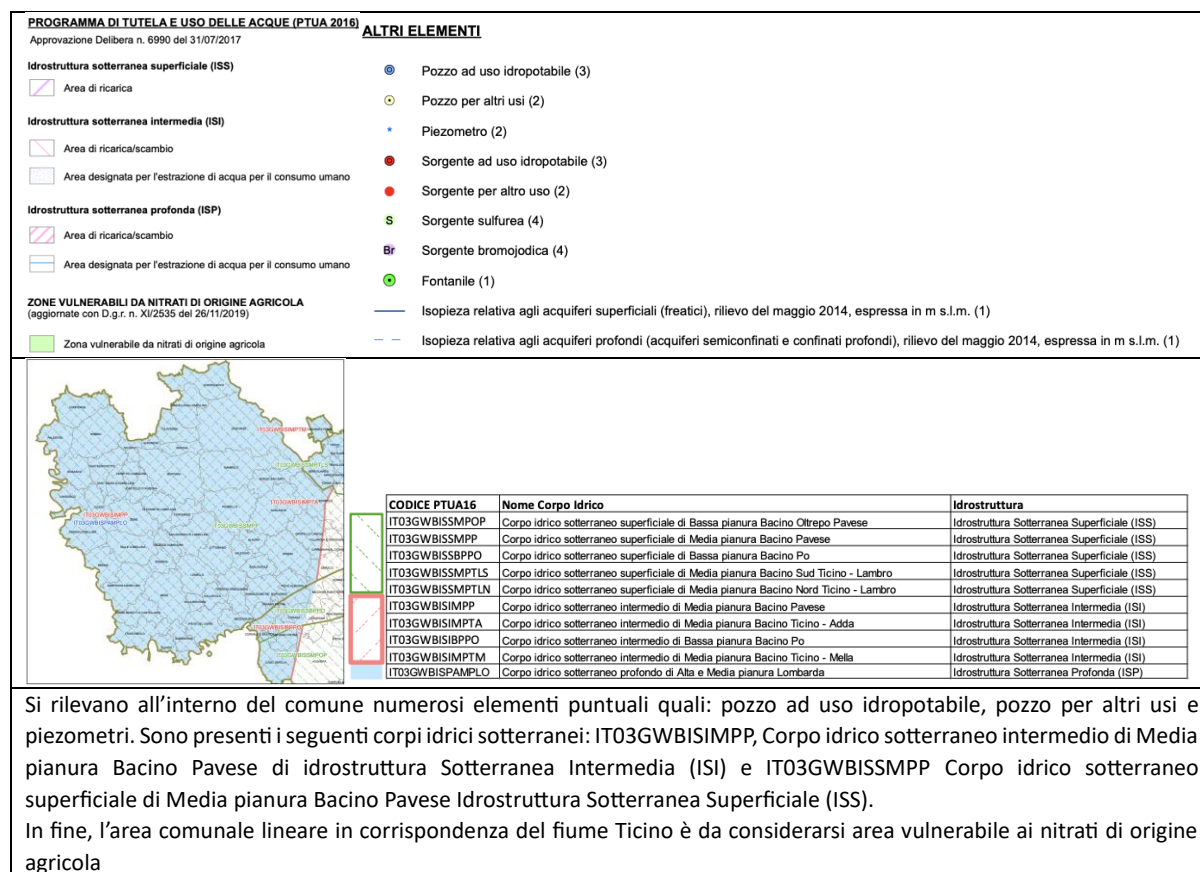 PROGRAMMA DI TUTELA E USO DELLE ACQUE (PTUA 2016)
Approvazione Delibera n. 6990 del 31/07/2017
Idrostruttura sotterranea superficiale (ISS)
Area di ricarica
Idrostruttura sotterranea intermedia (ISI)
Area di ricarica/scambio
Area designata per l'estrazione di acqua per il consumo umano
Idrostruttura sotterranea profonda (ISP)
Area di ricarica/scambio
Area designata per l'estrazione di acqua per il consumo umano
ZONE VULNERABILI DA NITRATI DI ORIGINE AGRICOLA
(aggiornate con D.g.r. n. XI/2535 del 26/11/2019)
Zona vulnerabile da nitrati di origine agricola
ALTRI ELEMENTI
Pozzo ad uso idropotabile (3)
Pozzo per altri usi (2)
Piezometro (2)
Sorgente ad uso idropotabile (3)
Sorgente per altro uso (2)
S Sorgente sulfurea (4)
Br Sorgente bromojodica (4)
Fontanile (1)
Isopieza relativa agli acquiferi superficiali (freatici), rilievo del maggio 2014, espressa in m s.l.m. (1)
Isopieza relativa agli acquiferi profondi (acquiferi semiconfinati e confinati profondi), rilievo del maggio 2014, espressa in m s.l.m. (1)
IT03GWBISIMPTM
IT03GWBISSMPTLS
IT03GWBISIMPTA
IT03GWBISIMPP
IT03GWBISPAMPLO
IT03GWBISSMPP
IT03GWBISSBPPO
IT03GWBISIBPPO
IT03GWBISSMPOP
CODICE PTUA16 Nome Corpo Idrico Idrostruttura
IT03GWBISSMPOP Corpo idrico sotterraneo superficiale di Bassa pianura Bacino Oltrepo Pavese Idrostruttura Sotterranea Superficiale (ISS)
IT03GWBISSMPP Corpo idrico sotterraneo superficiale di Media pianura Bacino Pavese Idrostruttura Sotterranea Superficiale (ISS)
IT03GWBISSBPPO Corpo idrico sotterraneo superficiale di Bassa pianura Bacino Po Idrostruttura Sotterranea Superficiale (ISS)
IT03GWBISSMPTLS Corpo idrico sotterraneo superficiale di Media pianura Bacino Sud Ticino - Lambro Idrostruttura Sotterranea Superficiale (ISS)
IT03GWBISSMPTLN Corpo idrico sotterraneo superficiale di Media pianura Bacino Nord Ticino - Lambro Idrostruttura Sotterranea Superficiale (ISS)
IT03GWBISIMPP Corpo idrico sotterraneo intermedio di Media pianura Bacino Pavese Idrostruttura Sotterranea Intermedia (ISI)
IT03GWBISIMPTA Corpo idrico sotterraneo intermedio di Media pianura Bacino Ticino - Adda Idrostruttura Sotterranea Intermedia (ISI)
IT03GWBISIBPPO Corpo idrico sotterraneo intermedio di Bassa pianura Bacino Po Idrostruttura Sotterranea Intermedia (ISI)
IT03GWBISIMPTM Corpo idrico sotterraneo intermedio di Media pianura Bacino Ticino - Mella Idrostruttura Sotterranea Intermedia (ISI)
IT03GWBISPAMPLO Corpo idrico sotterraneo profondo di Alta e Media pianura Lombarda Idrostruttura Sotterranea Profonda (ISP)
Si rilevano all'interno del comune numerosi elementi puntuali quali: pozzo ad uso idropotabile, pozzo per altri usi e
piezometri. Sono presenti i seguenti corpi idrici sotterranei: IT03GWBISIMPP, Corpo idrico sotterraneo intermedio di Media
pianura Bacino Pavese di idrostruttura Sotterranea Intermedia (ISI) e IT03GWBISSMPP Corpo idrico sotterraneo
superficiale di Media pianura Bacino Pavese Idrostruttura Sotterranea Superficiale (ISS).
In fine, l'area comunale lineare in corrispondenza del fiume Ticino è da considerarsi area vulnerabile ai nitrati di origine
agricola